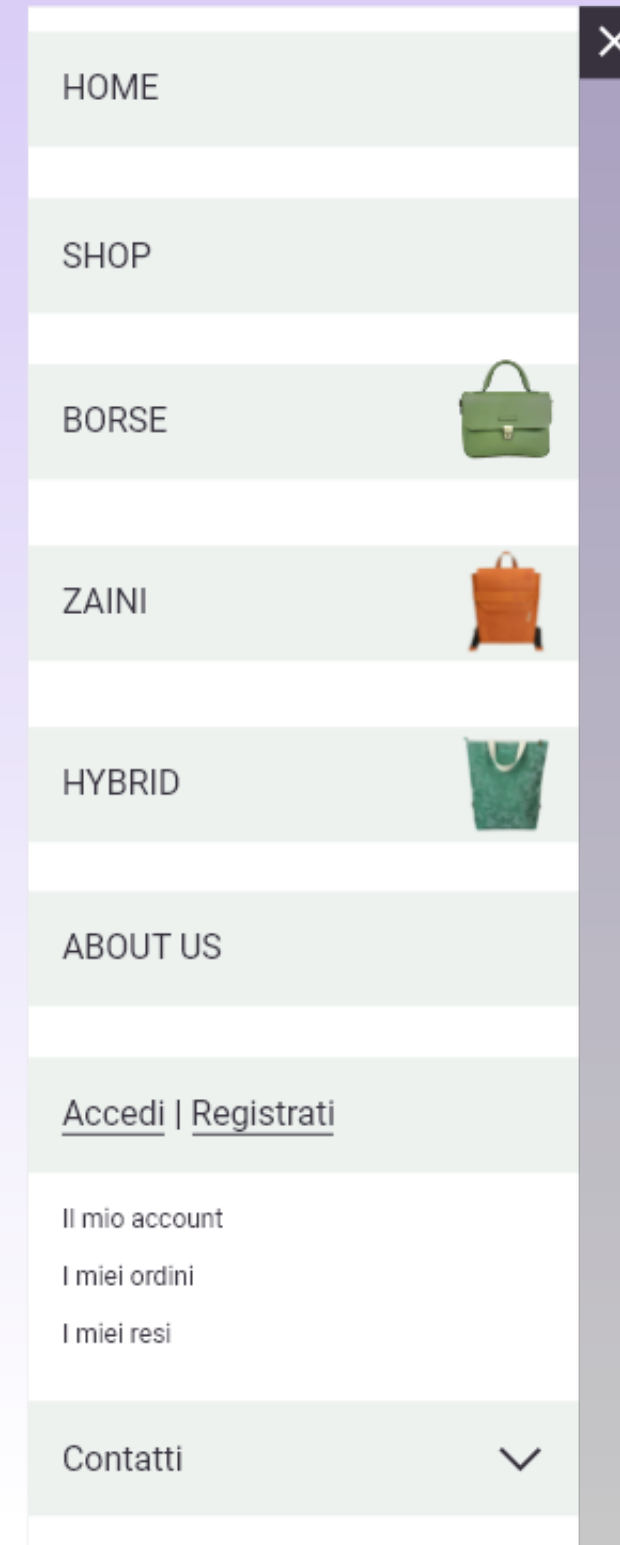 HOME
SHOP
BORSE
ZAINI
HYBRID
ABOUT US
Accedi | Registrati
Il mio account
I miei ordini
I miei resi
Contatti